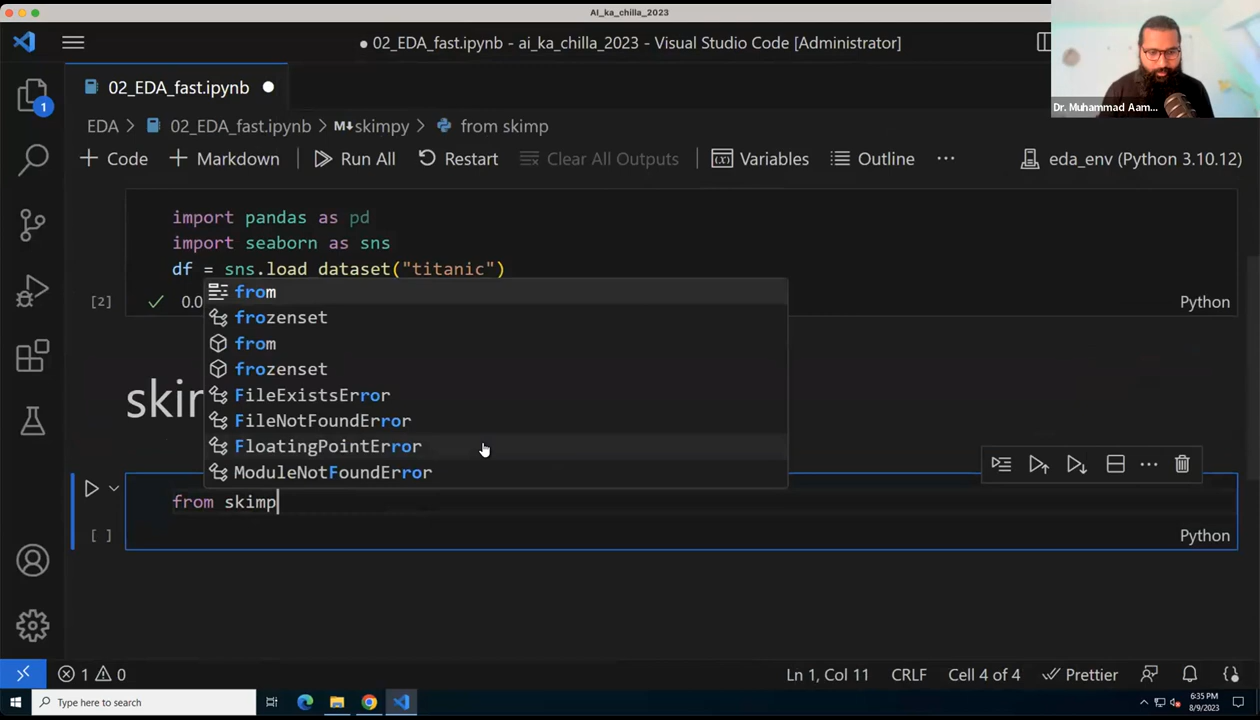 AI_ka_chilla_2023
02_EDA_fast.ipynb - ai_ka_chilla_2023 - Visual Studio Code [Administrator]
Dr. Muhammad Aam...
1
02_EDA_fast.ipynb
EDA > 02_EDA_fast.ipynb > M↓skimpy > from skimp
+ Code + Markdown Run All Restart Clear All Outputs Variables Outline ... eda_env (Python 3.10.12)
import pandas as pd
import seaborn as sns
df = sns.load_dataset("titanic")
[2] 0.0
Python
from
frozenset
from
frozenset
FileExistsError
FileNotFoundError
FloatingPointError
ModuleNotFoundError
from skimp
[ ]
Python
1 0 Ln 1, Col 11 CRLF Cell 4 of 4 Prettier
Type here to search
6:35 PM
8/9/2023